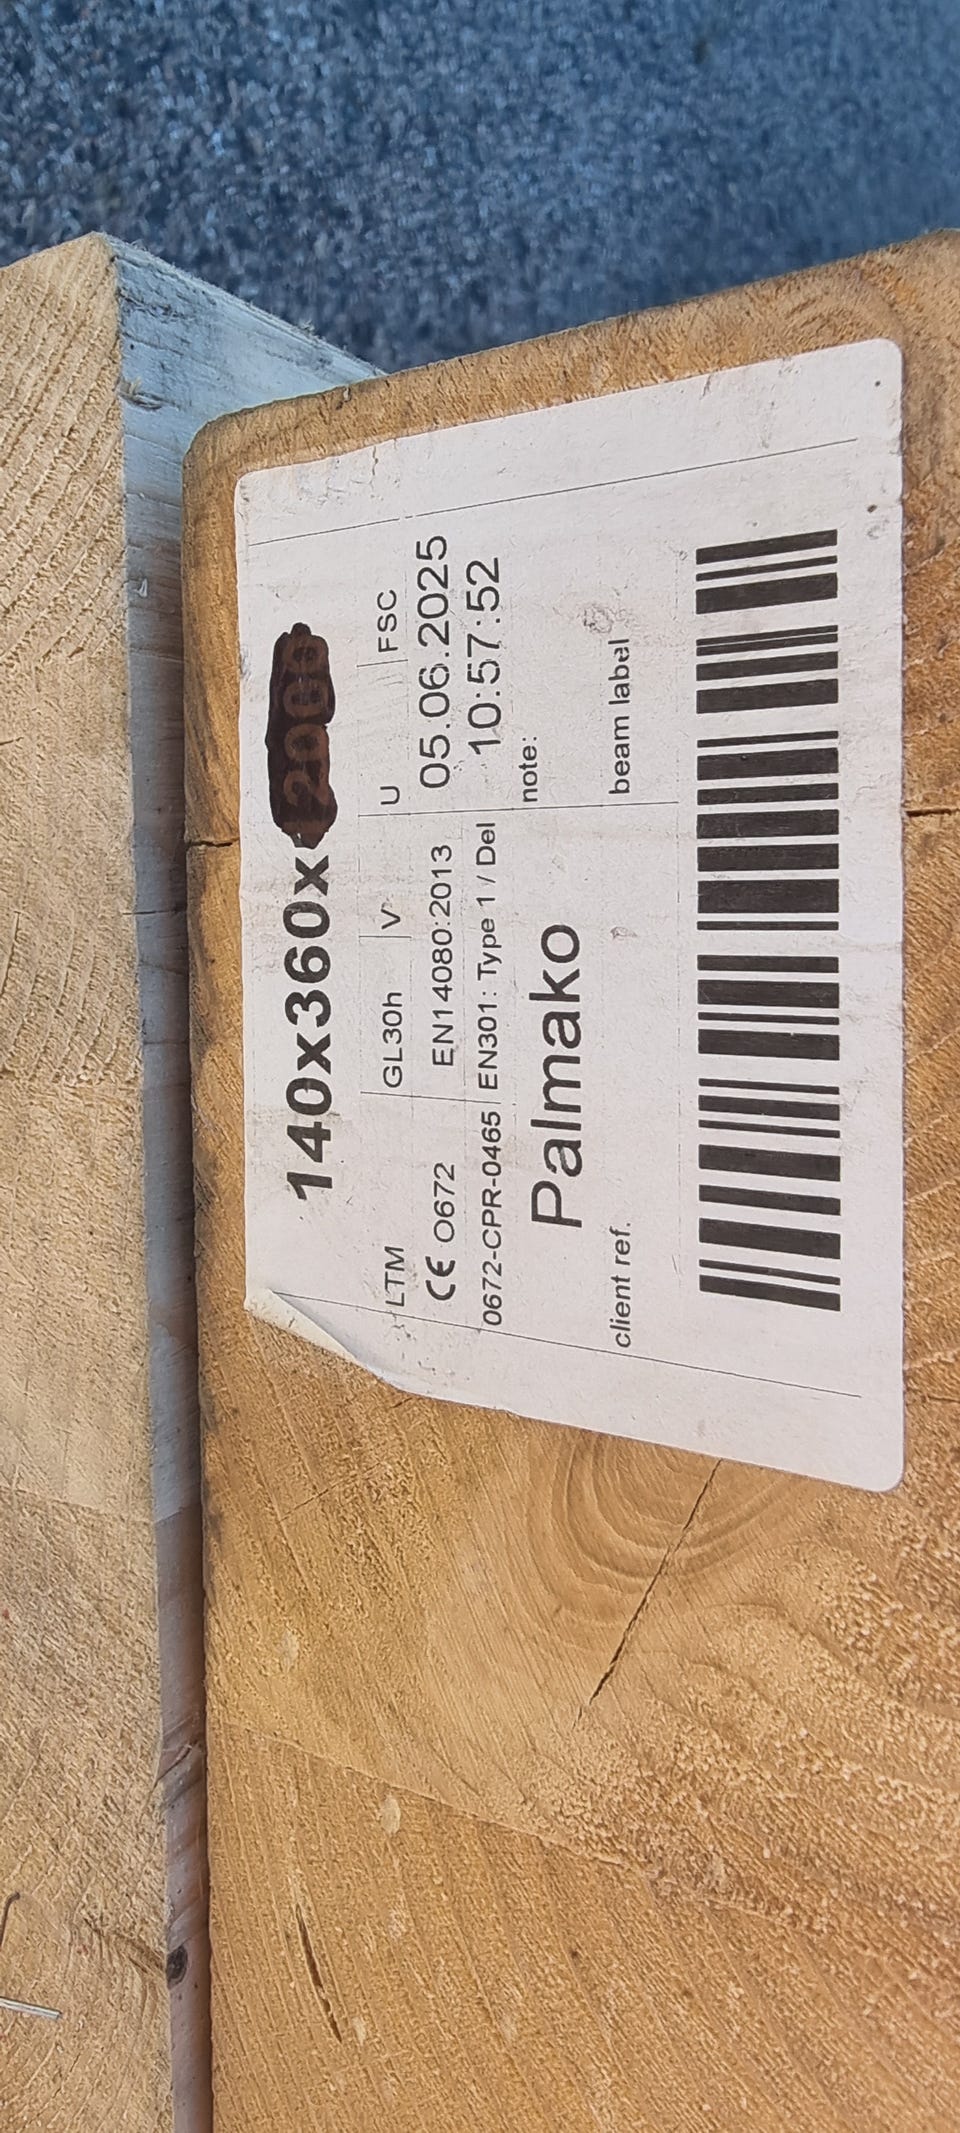 140x360x
LTM GL30h V U FSC
CE 0672 EN14080:2013 05.06.2025
0672-CPR-0465 EN301: Type 1 / Del 10:57:52
Palmako note:
client ref. beam label